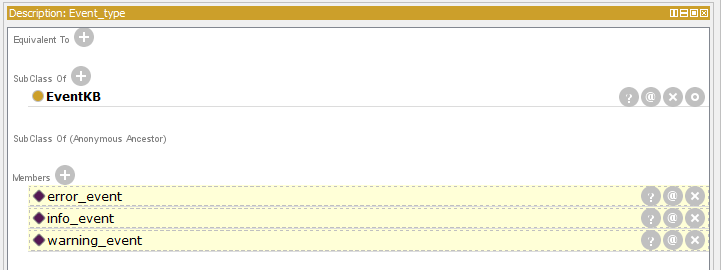 Description: Event_type
Equivalent To
SubClass Of
EventKB
SubClass Of (Anonymous Ancestor)
Members
error_event
info_event
warning_event